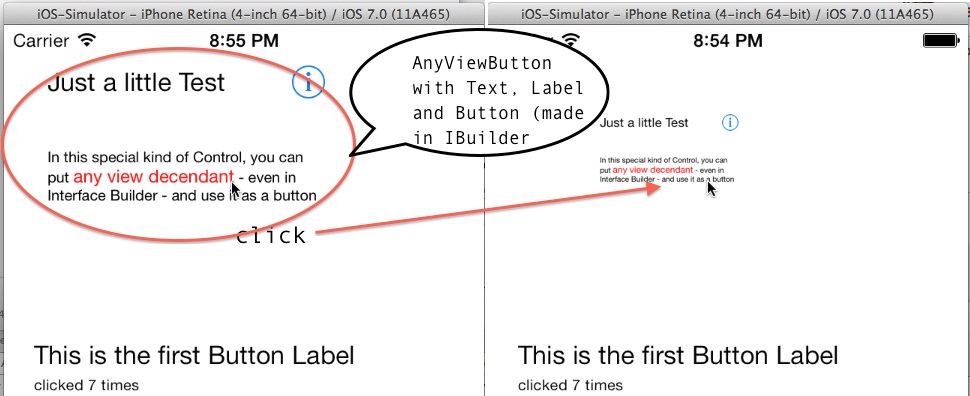 iOS-Simulator – iPhone Retina (4-inch 64-bit) / iOS 7.0 (11A465)
Carrier 8:55 PM
Just a little Test
In this special kind of Control, you can
put any view decendant - even in
Interface Builder - and use it as a button
click
This is the first Button Label
clicked 7 times
AnyViewButton
with Text, Label
and Button (made
in IBuilder
iOS-Simulator – iPhone Retina (4-inch 64-bit) / iOS 7.0 (11A465)
8:54 PM
Just a little Test
In this special kind of Control, you can
put any view decendant - even in
Interface Builder - and use it as a button
This is the first Button Label
clicked 7 times